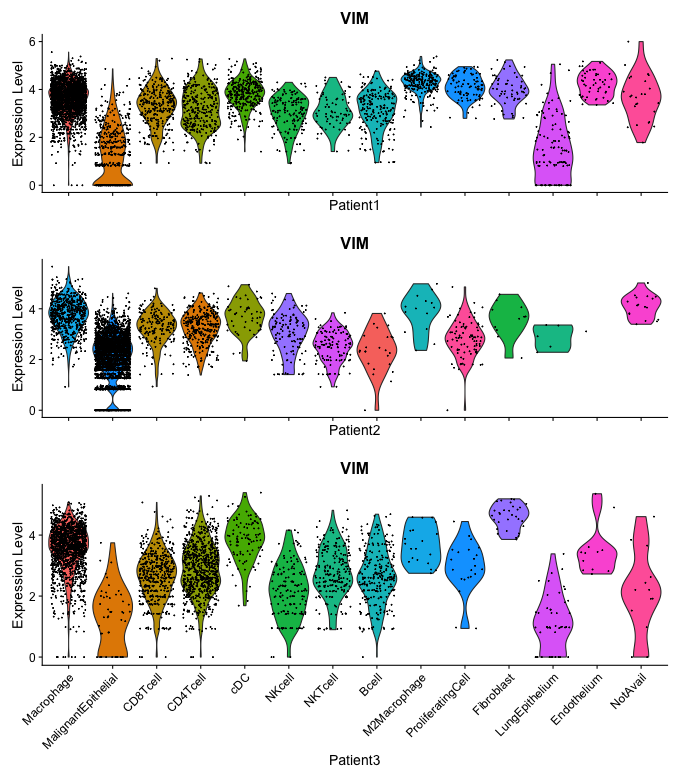 VIM
Expression Level
6
4
2
0
Patient1
VIM
Expression Level
4
2
0
Patient2
VIM
Expression Level
4
2
0
Macrophage
MalignantEpithelial
CD8Tcell
CD4Tcell
cDC
NKcell
NKTcell
Bcell
M2Macrophage
ProliferatingCell
Fibroblast
LungEpithelium
Endothelium
NotAvail
Patient3